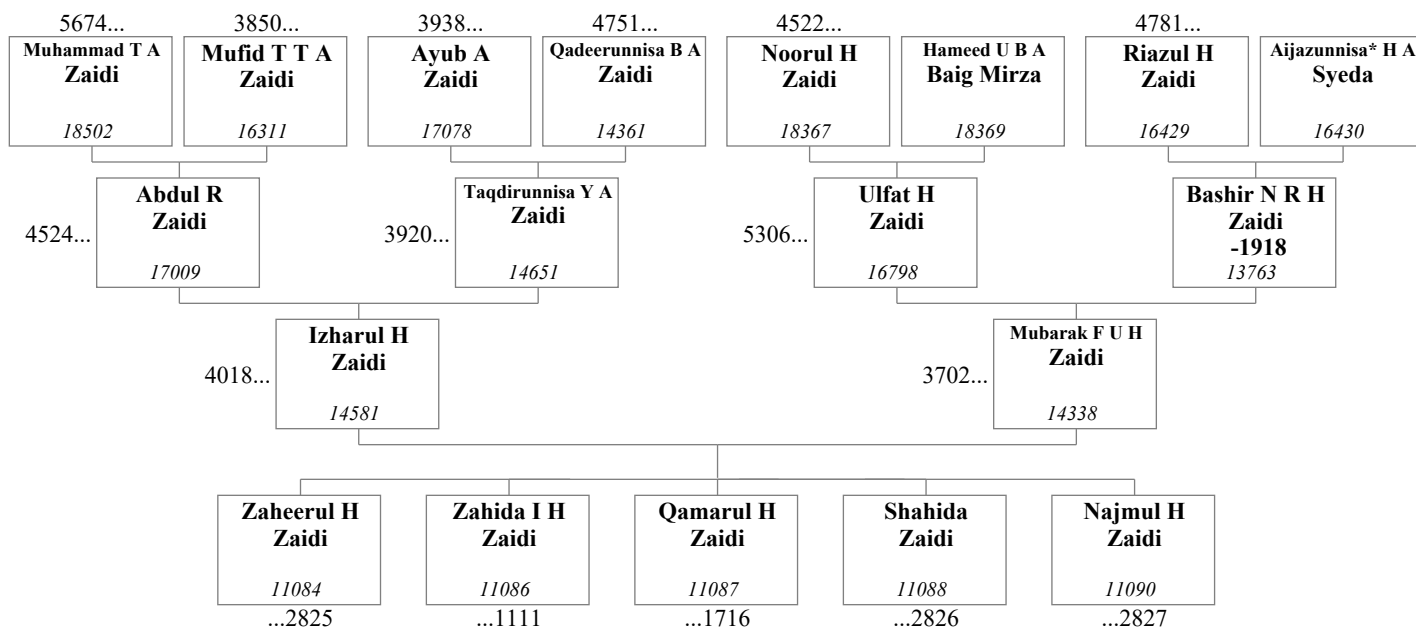 5674...
3850...
3938...
4751...
4522...
4781...
Muhammad T A
Zaidi
18502
Mufid T T A
Zaidi
16311
Ayub A
Zaidi
17078
Qadeerunnisa B A
Zaidi
14361
Noorul H
Zaidi
18367
Hameed U B A
Baig Mirza
18369
Riazul H
Zaidi
16429
Aijazunnisa* H A
Syeda
16430
4524...
Abdul R
Zaidi
17009
3920...
Taqdirunnisa Y A
Zaidi
14651
5306...
Ulfat H
Zaidi
16798
Bashir N R H
Zaidi
-1918
13763
4018...
Izharul H
Zaidi
14581
3702...
Mubarak F U H
Zaidi
14338
Zaheerul H
Zaidi
11084
...2825
Zahida I H
Zaidi
11086
...1111
Qamarul H
Zaidi
11087
...1716
Shahida
Zaidi
11088
...2826
Najmul H
Zaidi
11090
...2827